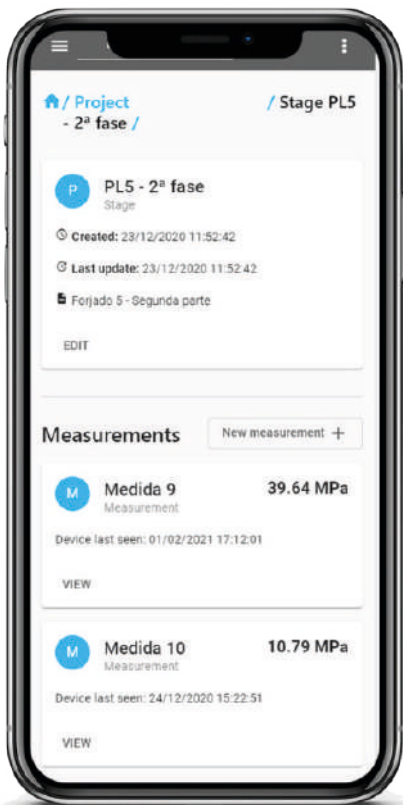 / Project / Stage PL5
- 2ª fase /
P PL5 - 2ª fase
Stage
Created: 23/12/2020 11:52:42
Last update: 23/12/2020 11:52:42
Forjado 5 - Segunda parte
EDIT
Measurements New measurement +
M Medida 9 39.64 MPa
Measurement
Device last seen: 01/02/2021 17:12:01
VIEW
M Medida 10 10.79 MPa
Measurement
Device last seen: 24/12/2020 15:22:51
VIEW